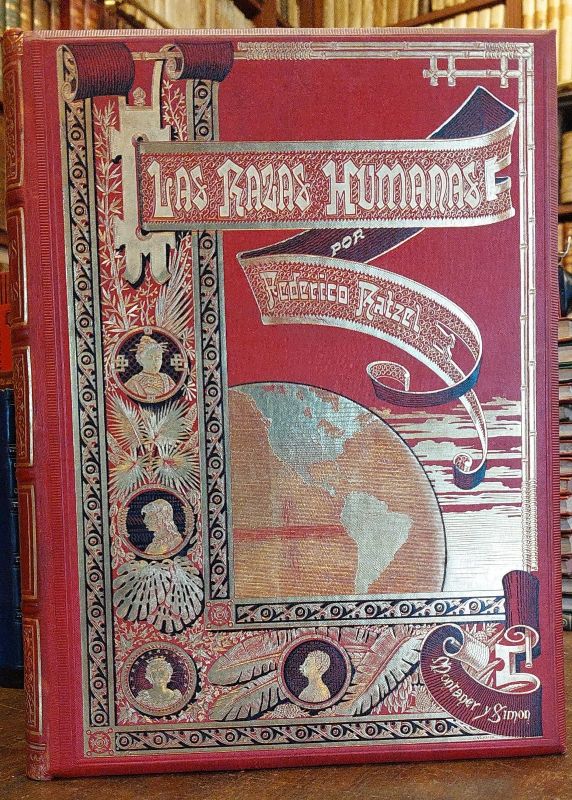 Las Razas Humanas
POR
Federico Ratzel
Montaner y Simon